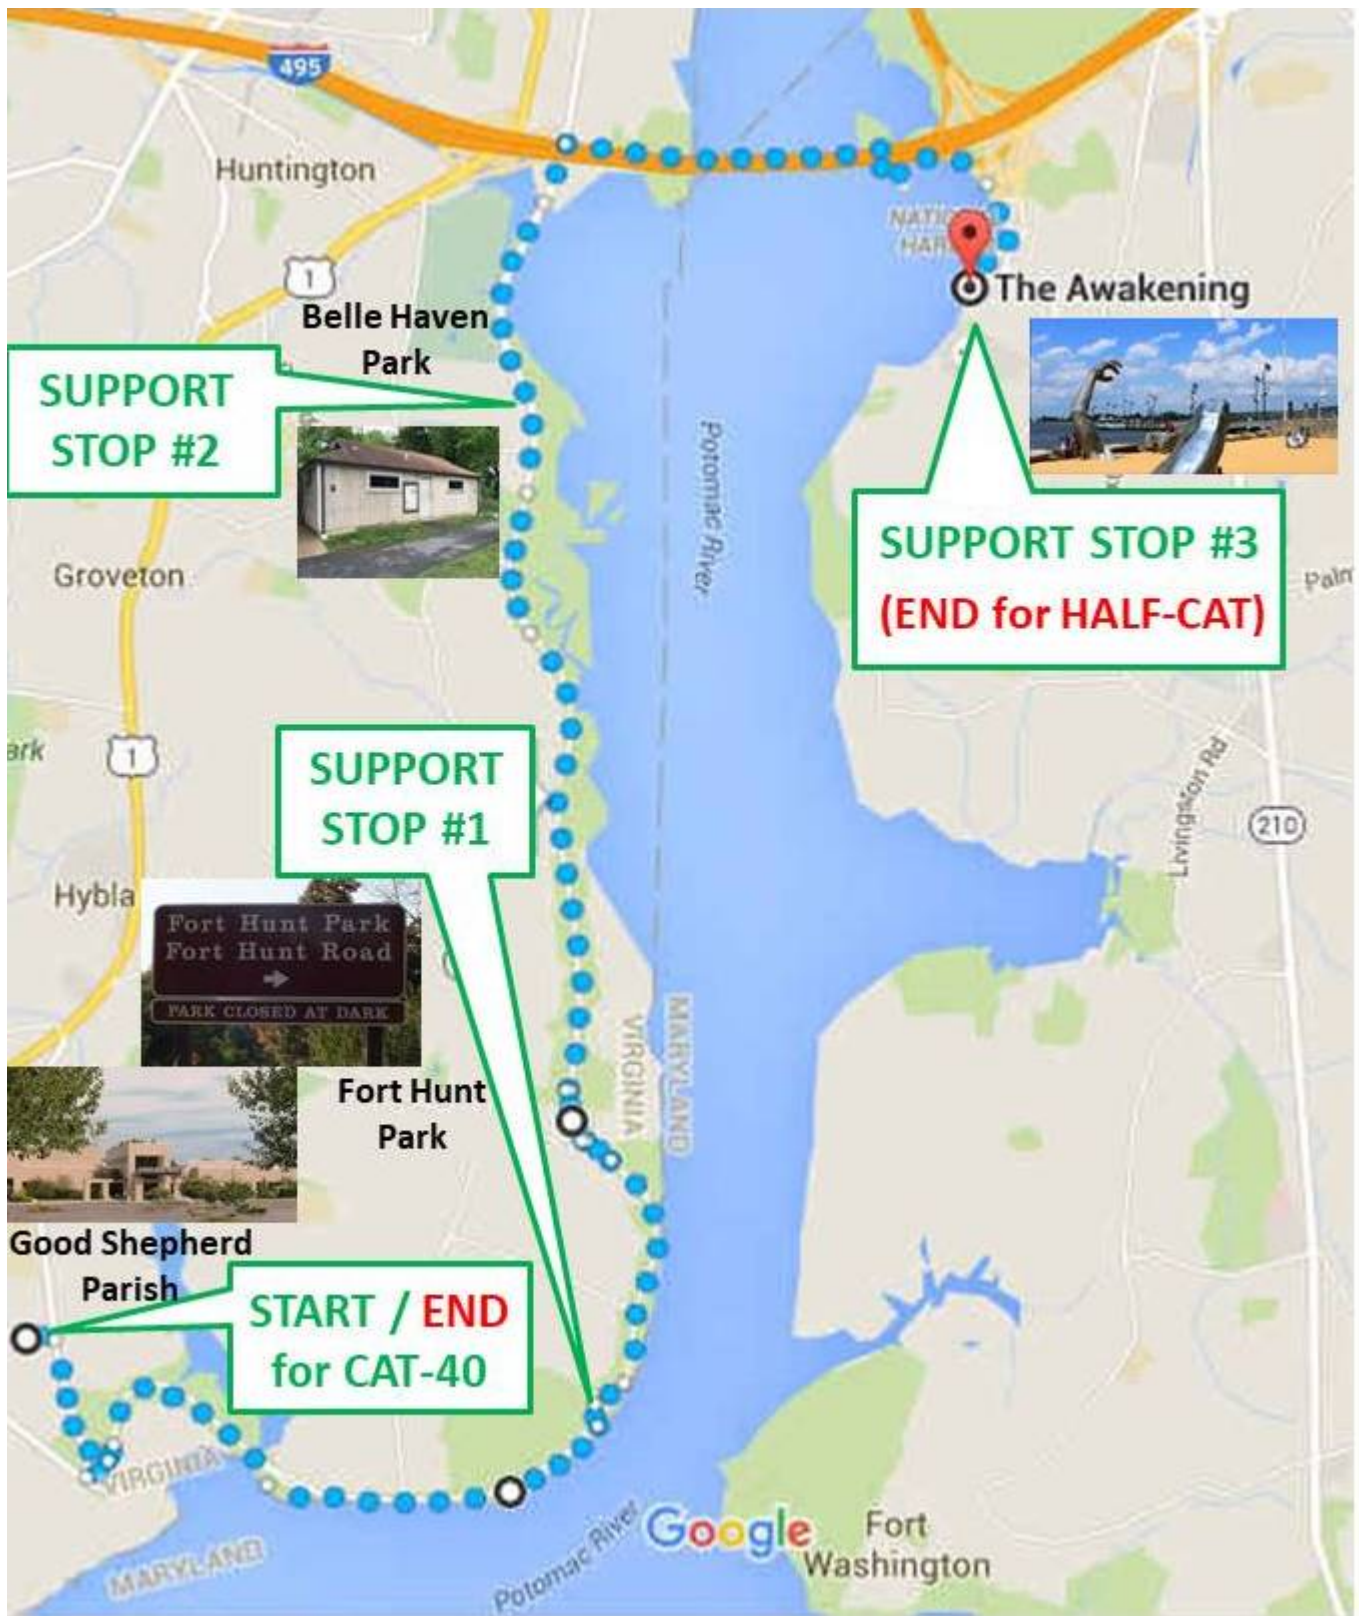 495
Huntington
1
Belle Haven
Park
SUPPORT
STOP #2
The Awakening
SUPPORT STOP #3
(END for HALF-CAT)
Potomac River
Groveton
ark
1
SUPPORT
STOP #1
Livingston Rd
210
Hybla
Fort Hunt Park
Fort Hunt Road
PARK CLOSED AT DARK
Fort Hunt
Park
VIRGINIA
MARYLAND
Good Shepherd
Parish
START / END
for CAT-40
VIRGINIA
MARYLAND
Potomac River
Google
Fort
Washington